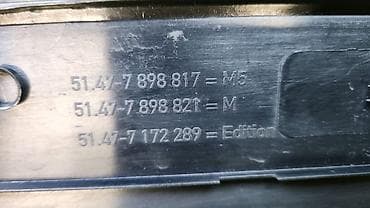 51.47-7 898 817 = M5
51.47-7 898 821 = M
51.47-7 172 289 = Edition